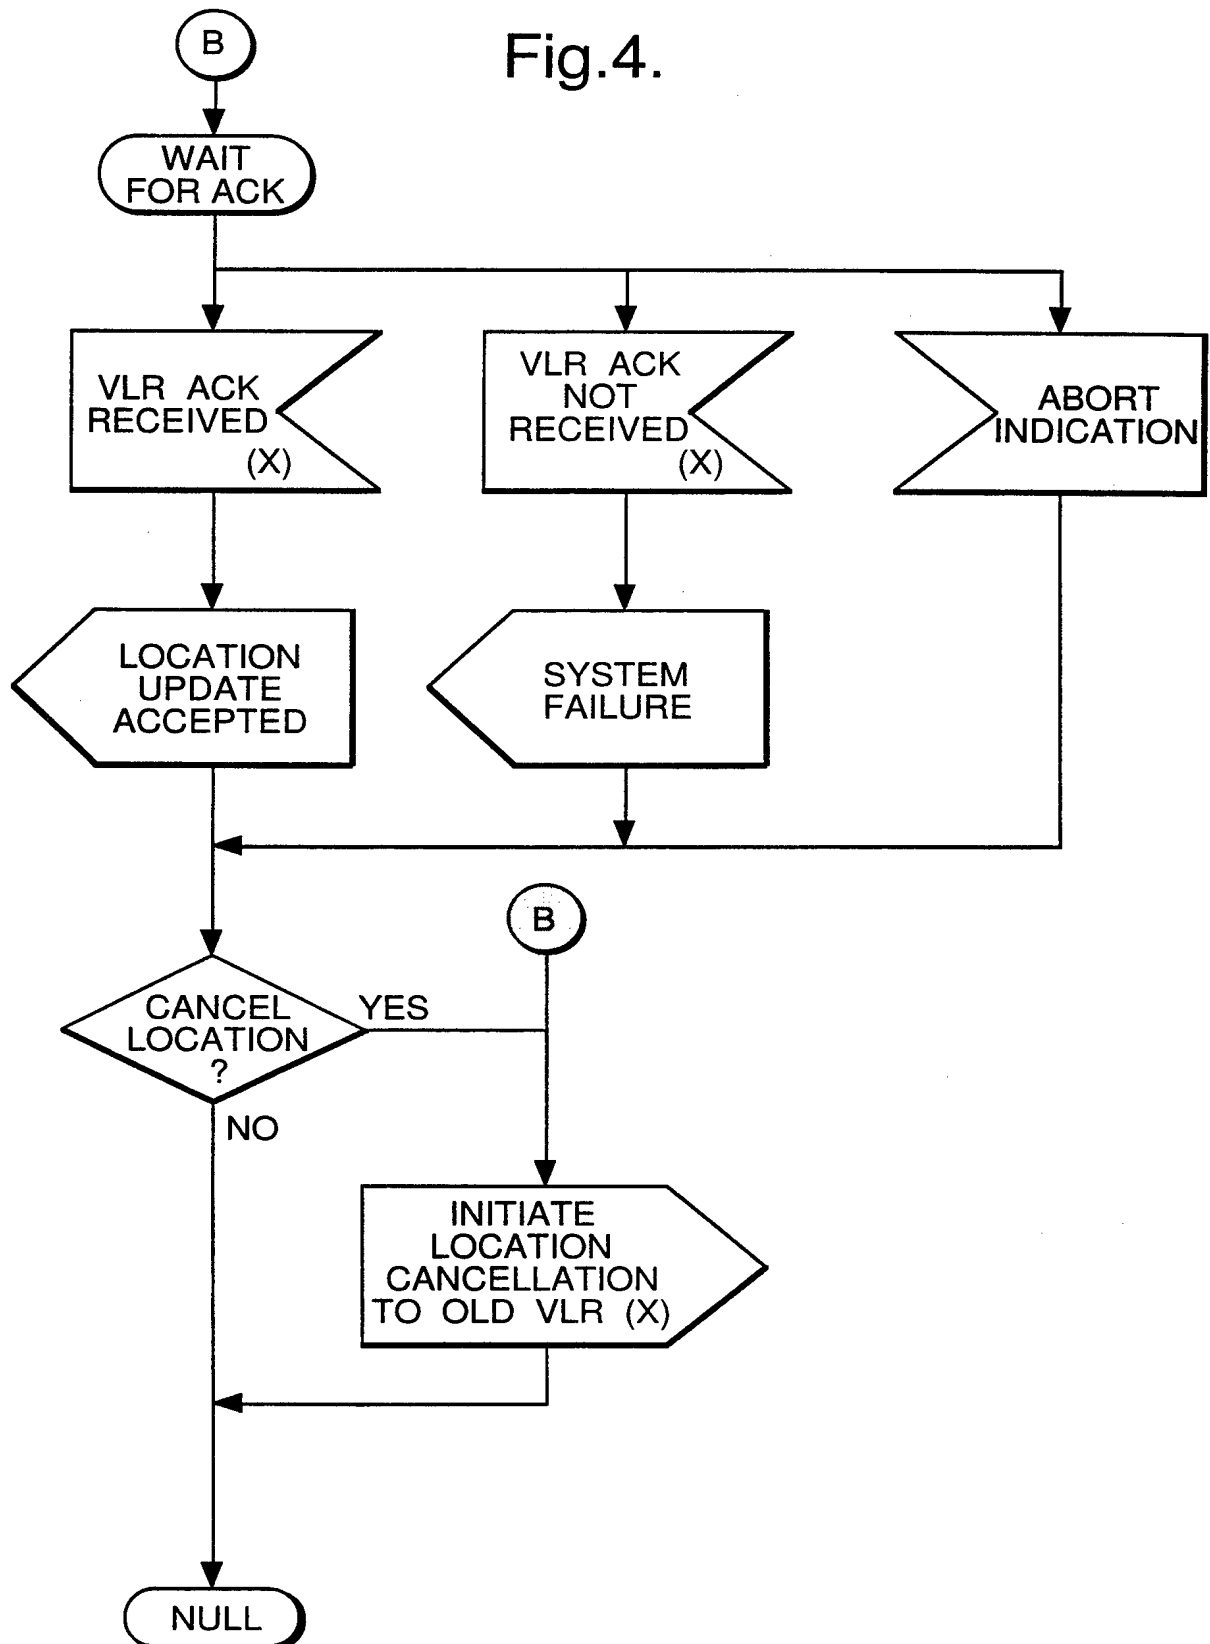 B
Fig.4.
WAIT
FOR ACK
VLR ACK
RECEIVED
(X)
VLR ACK
NOT
RECEIVED
(X)
ABORT
INDICATION
LOCATION
UPDATE
ACCEPTED
SYSTEM
FAILURE
B
CANCEL
LOCATION
?
YES
NO
INITIATE
LOCATION
CANCELLATION
TO OLD VLR (X)
NULL